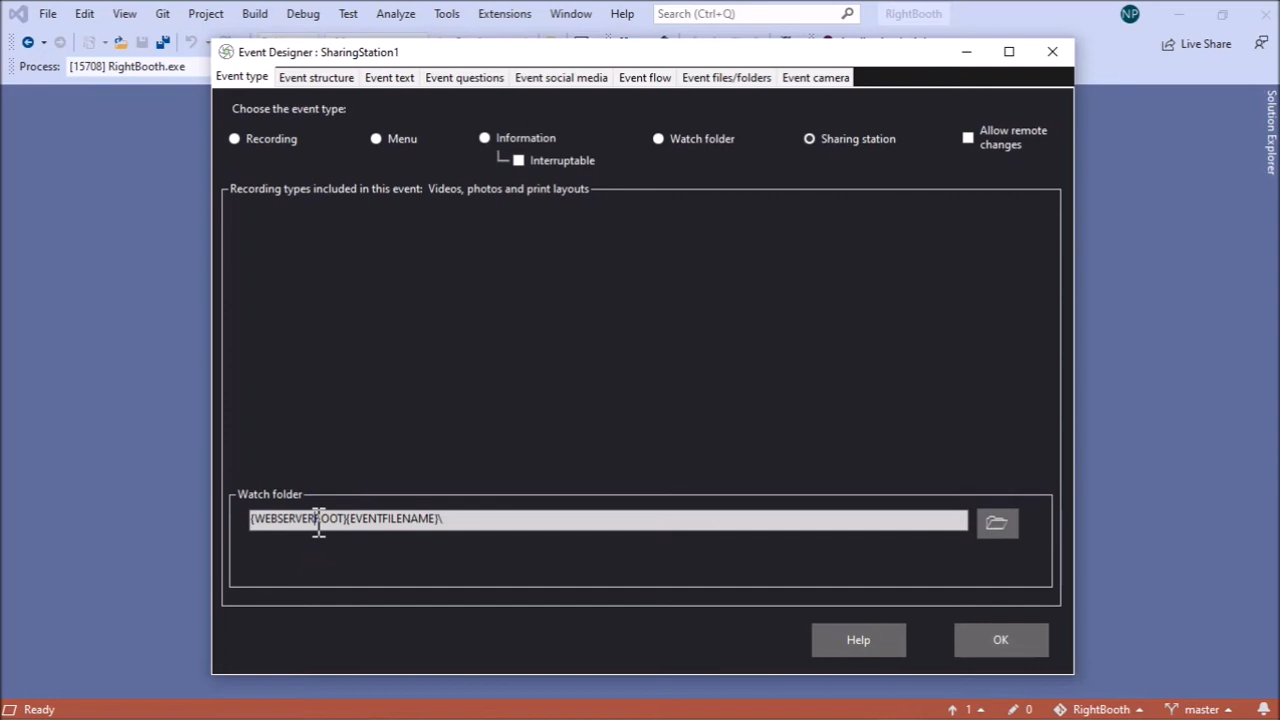 File Edit View Git Project Build Debug Test Analyze Tools Extensions Window Help Search (Ctrl+Q) RightBooth NP
Process: [15708] RightBooth.exe
Live Share
Event Designer : SharingStation1
Event type Event structure Event text Event questions Event social media Event flow Event files/folders Event camera
Choose the event type:
Recording Menu Information Watch folder Sharing station Allow remote changes
Interruptable
Recording types included in this event: Videos, photos and print layouts
Watch folder
{WEBSERVERROOT}{EVENTFILENAME}\
Help OK
Solution Explorer
Ready 1 0 RightBooth master